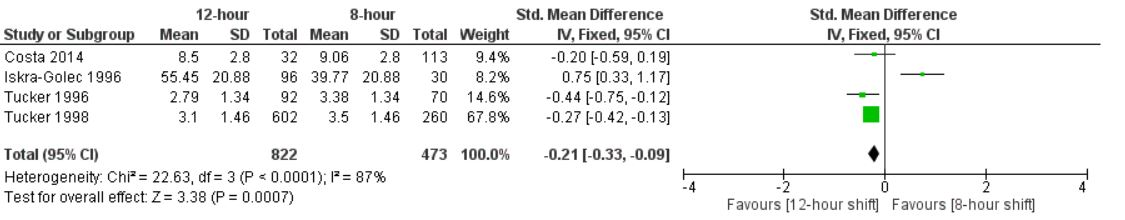 12-hour 8-hour Std. Mean Difference Std. Mean Difference
Study or Subgroup Mean SD Total Mean SD Total Weight IV, Fixed, 95% CI IV, Fixed, 95% CI
Costa 2014 8.5 2.8 32 9.06 2.8 113 9.4% -0.20 [-0.59, 0.19]
Iskra-Golec 1996 55.45 20.88 96 39.77 20.88 30 8.2% 0.75 [0.33, 1.17]
Tucker 1996 2.79 1.34 92 3.38 1.34 70 14.6% -0.44 [-0.75, -0.12]
Tucker 1998 3.1 1.46 602 3.5 1.46 260 67.8% -0.27 [-0.42, -0.13]
Total (95% CI) 822 473 100.0% -0.21 [-0.33, -0.09]
Heterogeneity: Chi² = 22.63, df = 3 (P < 0.0001); I² = 87%
Test for overall effect: Z = 3.38 (P = 0.0007)
-4 -2 0 2 4
Favours [12-hour shift] Favours [8-hour shift]